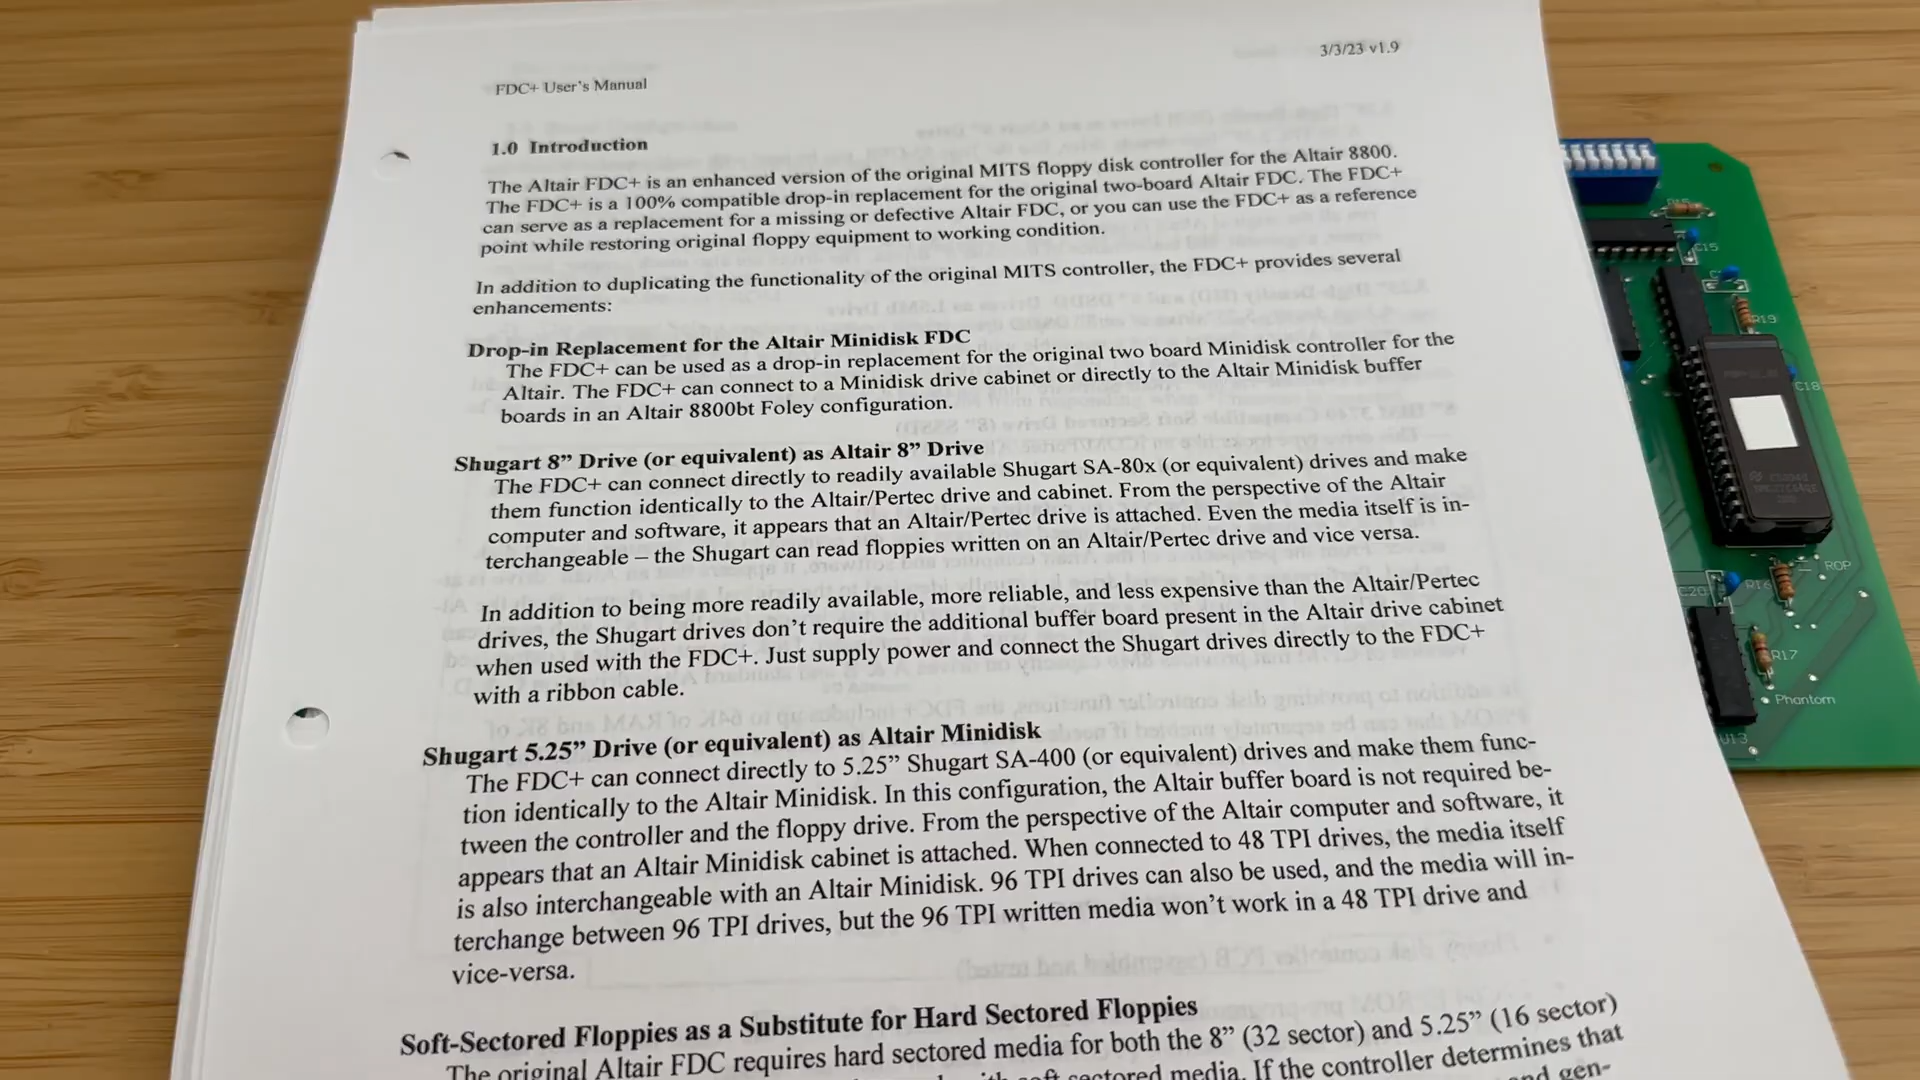 3/3/23 v1.9
FDC+ User's Manual
1.0 Introduction
The Altair FDC+ is an enhanced version of the original MITS floppy disk controller for the Altair 8800.
The FDC+ is a 100% compatible drop-in replacement for the original two-board Altair FDC. The FDC+
can serve as a replacement for a missing or defective Altair FDC, or you can use the FDC+ as a reference
point while restoring original floppy equipment to working condition.
In addition to duplicating the functionality of the original MITS controller, the FDC+ provides several
enhancements:
Drop-in Replacement for the Altair Minidisk FDC
The FDC+ can be used as a drop-in replacement for the original two board Minidisk controller for the
Altair. The FDC+ can connect to a Minidisk drive cabinet or directly to the Altair Minidisk buffer
boards in an Altair 8800bt Foley configuration.
Shugart 8” Drive (or equivalent) as Altair 8” Drive
The FDC+ can connect directly to readily available Shugart SA-80x (or equivalent) drives and make
them function identically to the Altair/Pertec drive and cabinet. From the perspective of the Altair
computer and software, it appears that an Altair/Pertec drive is attached. Even the media itself is in-
terchangeable – the Shugart can read floppies written on an Altair/Pertec drive and vice versa.
In addition to being more readily available, more reliable, and less expensive than the Altair/Pertec
drives, the Shugart drives don’t require the additional buffer board present in the Altair drive cabinet
when used with the FDC+. Just supply power and connect the Shugart drives directly to the FDC+
with a ribbon cable.
Shugart 5.25” Drive (or equivalent) as Altair Minidisk
The FDC+ can connect directly to 5.25” Shugart SA-400 (or equivalent) drives and make them func-
tion identically to the Altair Minidisk. In this configuration, the Altair buffer board is not required be-
tween the controller and the floppy drive. From the perspective of the Altair computer and software, it
appears that an Altair Minidisk cabinet is attached. When connected to 48 TPI drives, the media itself
is also interchangeable with an Altair Minidisk. 96 TPI drives can also be used, and the media will in-
terchange between 96 TPI drives, but the 96 TPI written media won’t work in a 48 TPI drive and
vice-versa.
Soft-Sectored Floppies as a Substitute for Hard Sectored Floppies
The original Altair FDC requires hard sectored media for both the 8” (32 sector) and 5.25” (16 sector)
soft sectored media. If the controller determines that
and gen-
C15
R19
C18
ROP
R16
C20
R17
Phantom
U13